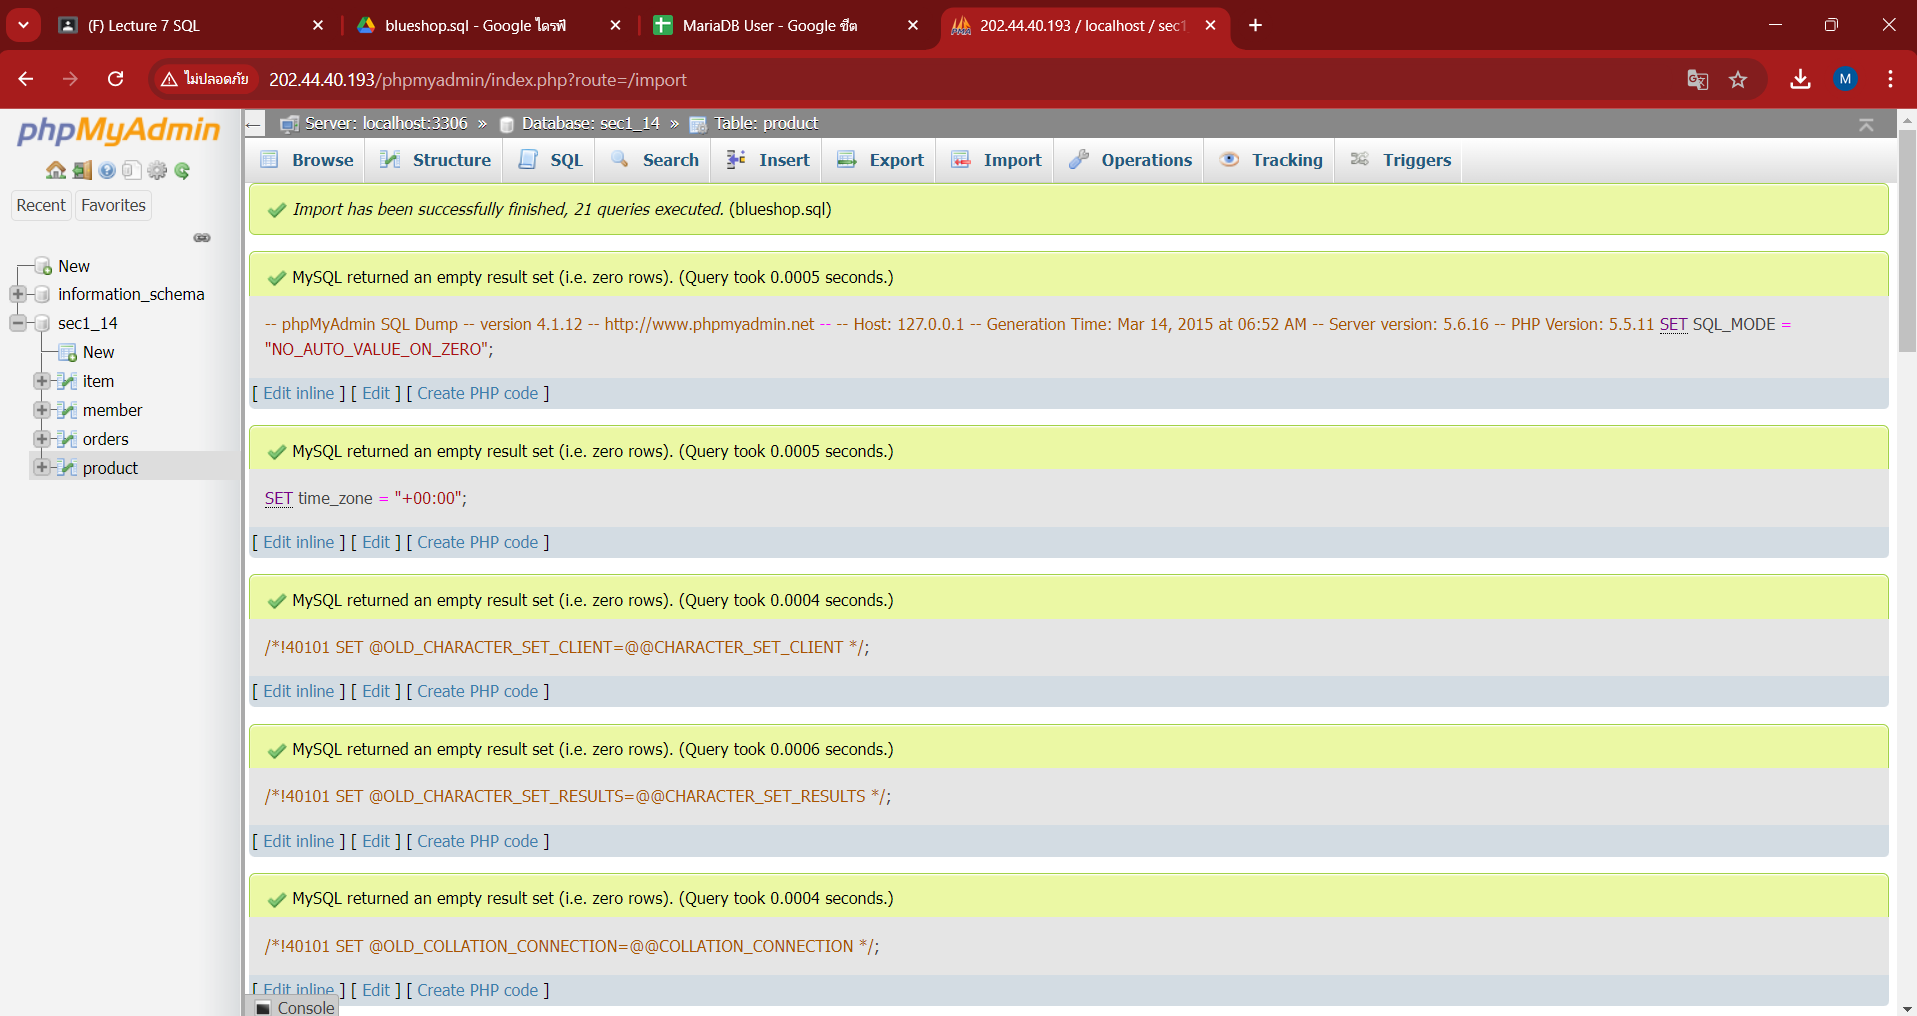 (F) Lecture 7 SQL
blueshop.sql - Google ไดรฟ์
MariaDB User - Google ชีต
202.44.40.193 / localhost / sec1
ไม่ปลอดภัย
202.44.40.193/phpmyadmin/index.php?route=/import
M
phpMyAdmin
Recent
Favorites
New
information_schema
sec1_14
New
item
member
orders
product
Server: localhost:3306 » Database: sec1_14 » Table: product
Browse
Structure
SQL
Search
Insert
Export
Import
Operations
Tracking
Triggers
Import has been successfully finished, 21 queries executed. (blueshop.sql)
MySQL returned an empty result set (i.e. zero rows). (Query took 0.0005 seconds.)
-- phpMyAdmin SQL Dump -- version 4.1.12 -- http://www.phpmyadmin.net -- -- Host: 127.0.0.1 -- Generation Time: Mar 14, 2015 at 06:52 AM -- Server version: 5.6.16 -- PHP Version: 5.5.11 SET SQL_MODE =
"NO_AUTO_VALUE_ON_ZERO";
[ Edit inline ] [ Edit ] [ Create PHP code ]
MySQL returned an empty result set (i.e. zero rows). (Query took 0.0005 seconds.)
SET time_zone = "+00:00";
[ Edit inline ] [ Edit ] [ Create PHP code ]
MySQL returned an empty result set (i.e. zero rows). (Query took 0.0004 seconds.)
/*!40101 SET @OLD_CHARACTER_SET_CLIENT=@@CHARACTER_SET_CLIENT */;
[ Edit inline ] [ Edit ] [ Create PHP code ]
MySQL returned an empty result set (i.e. zero rows). (Query took 0.0006 seconds.)
/*!40101 SET @OLD_CHARACTER_SET_RESULTS=@@CHARACTER_SET_RESULTS */;
[ Edit inline ] [ Edit ] [ Create PHP code ]
MySQL returned an empty result set (i.e. zero rows). (Query took 0.0004 seconds.)
/*!40101 SET @OLD_COLLATION_CONNECTION=@@COLLATION_CONNECTION */;
[ Edit inline ] [ Edit ] [ Create PHP code ]
Console